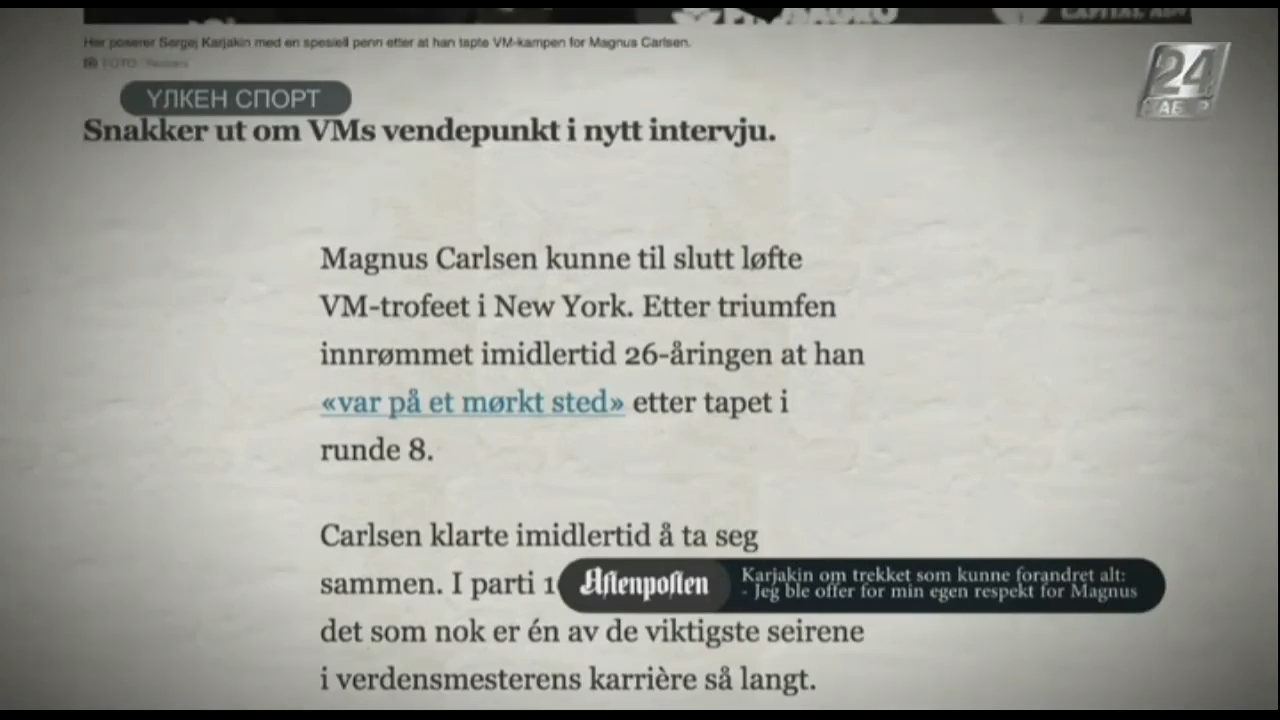 Her poserer Sergej Karjakin med en spesiell penn etter at han tapte VM-kampen for Magnus Carlsen.
FOTO: Reuters
24
ҮЛКЕН СПОРТ
Snakker ut om VMs vendepunkt i nytt intervju.
Magnus Carlsen kunne til slutt løfte
VM-trofeet i New York. Etter triumfen
innrømmet imidlertid 26-åringen at han
«var på et mørkt sted» etter tapet i
runde 8.
Carlsen klarte imidlertid å ta seg
sammen. I parti 1
Aftenposten
Karjakin om trekket som kunne forandret alt:
- Jeg ble offer for min egen respekt for Magnus
det som nok er én av de viktigste seirene
i verdensmesterens karrière så langt.